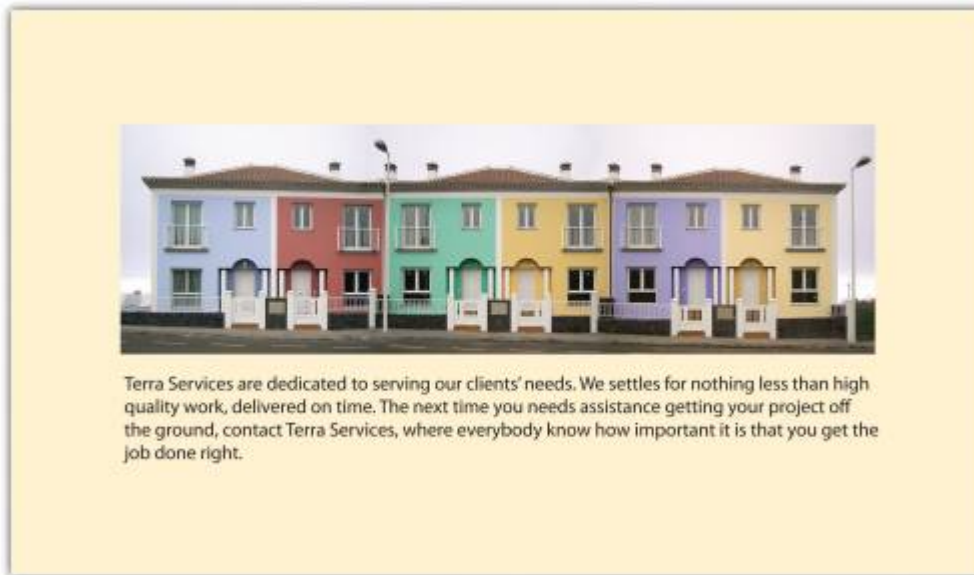 Terra Services are dedicated to serving our clients' needs. We settles for nothing less than high
quality work, delivered on time. The next time you needs assistance getting your project off
the ground, contact Terra Services, where everybody know how important it is that you get the
job done right.